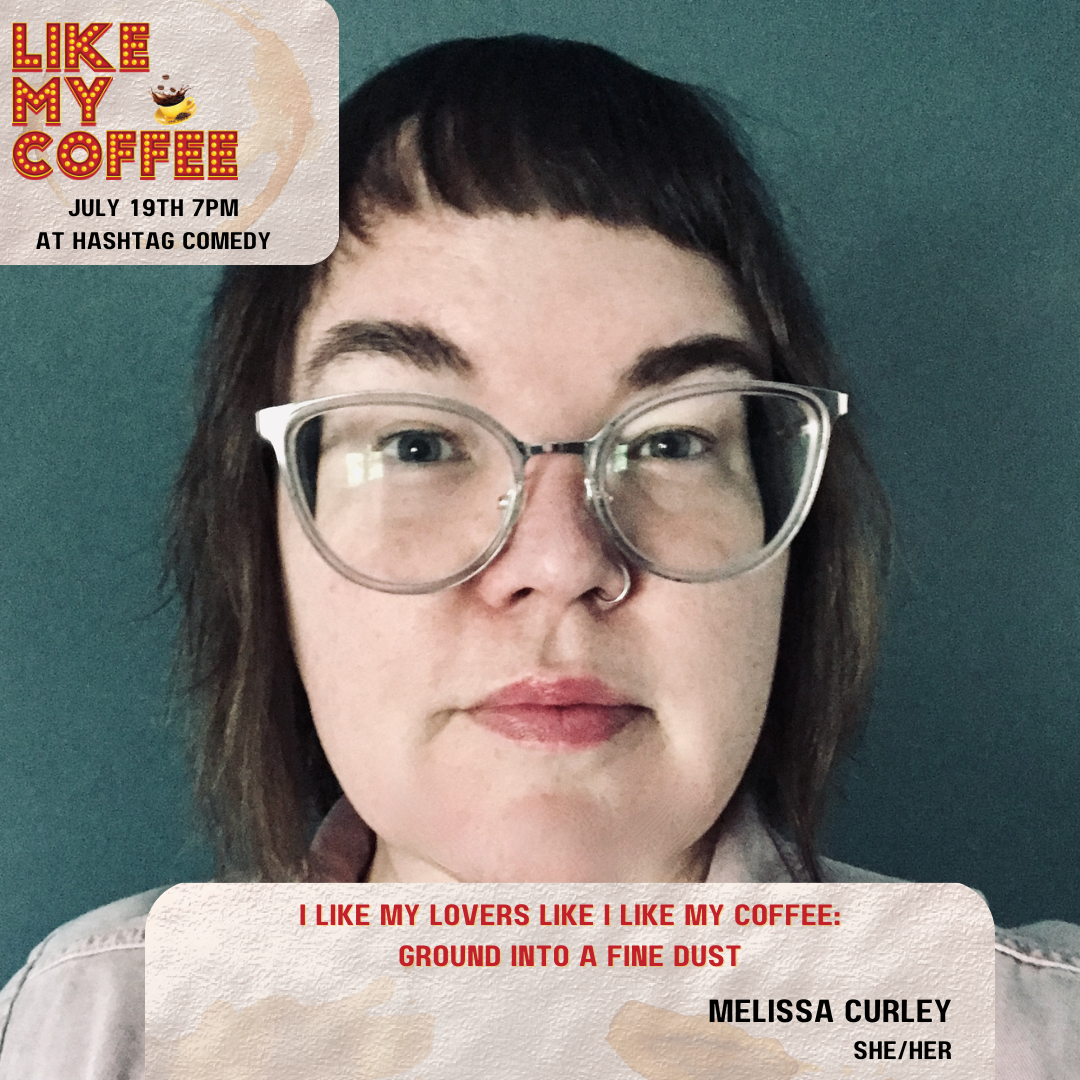 LIKE
MY
COFFEE
JULY 19TH 7PM
AT HASHTAG COMEDY
I LIKE MY LOVERS LIKE I LIKE MY COFFEE:
GROUND INTO A FINE DUST
MELISSA CURLEY
SHE/HER